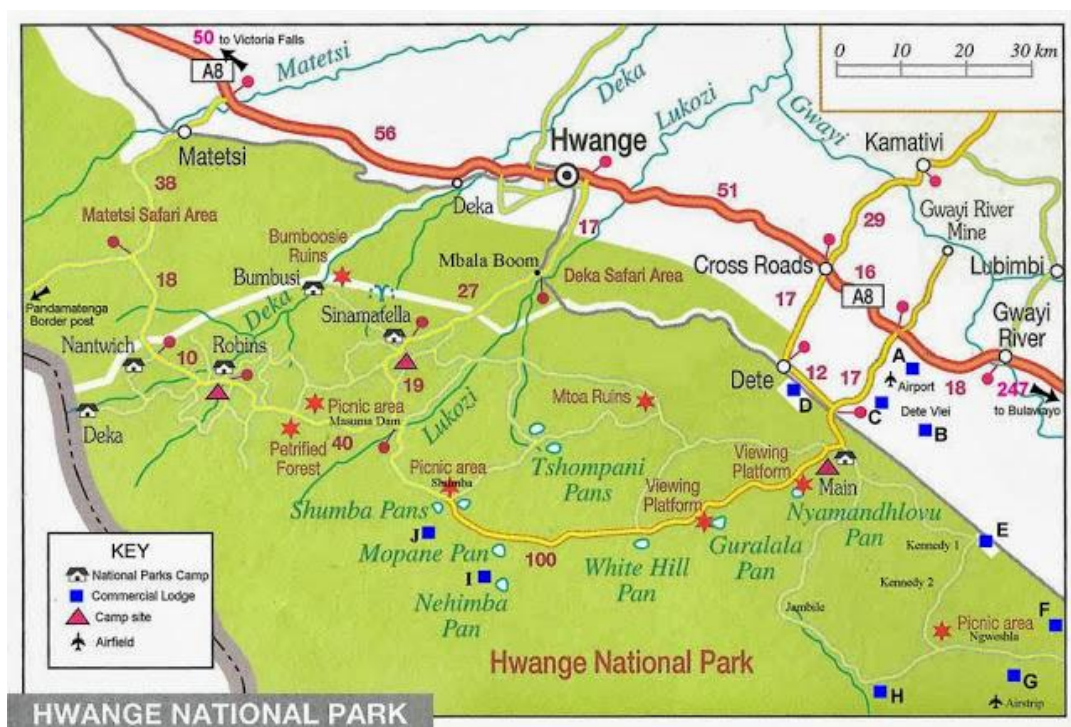 50 to Victoria Falls
A8
Matetsi
Deka
Lukozi
Gwayi
0 10 20 30 km
Kamativi
56
Hwange
Matetsi
38
51
29
Gwayi River
Mine
Deka
17
Matetsi Safari Area
Bumboosie
Ruins
Mbala Boom
Deka Safari Area
Cross Roads
16
Lubimbi
18
Bumbusi
27
A8
Pandamatenga
Border post
Deka
Sinamatella
17
Gwayi
River
Nantwich
10
Robins
19
Dete
12
17
A
Airport
18
247
to Bulawayo
Deka
Picnic area
Masuma Dam
Lukozi
Mtoa Ruins
D
C
Dete Vlei
B
Petrified
Forest
40
Picnic area
Shumba
Tshompani
Pans
Viewing
Platform
Viewing
Platform
Main
Shumba Pans
Nyamandhlovu
Pan
J
Mopane Pan
100
White Hill
Pan
Guralala
Pan
Kennedy 1
E
KEY
National Parks Camp
Commercial Lodge
Camp site
Airfield
I
Nehimba
Pan
Kennedy 2
Jambile
Picnic area
Ngweshla
F
Hwange National Park
G
H
Airstrip
HWANGE NATIONAL PARK